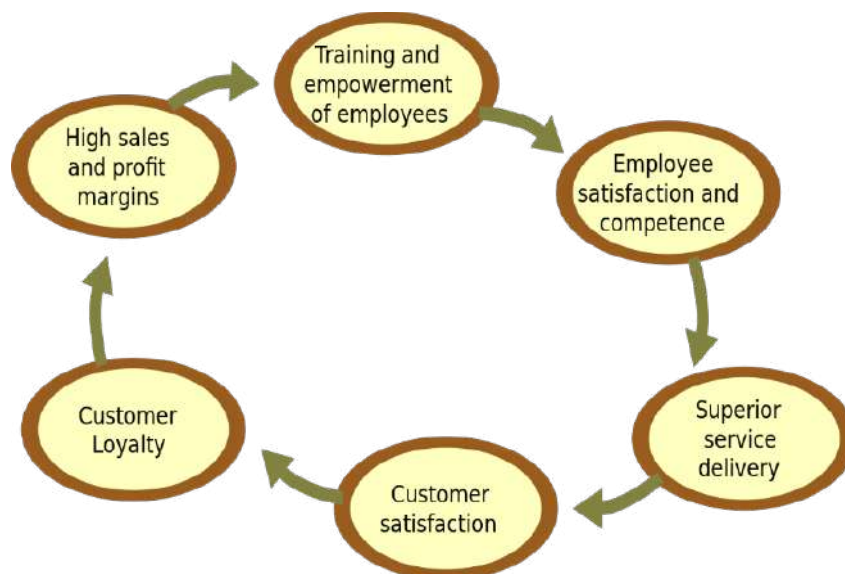 Training and
empowerment
of employees
Employee
satisfaction and
competence
Superior
service
delivery
Customer
satisfaction
Customer
Loyalty
High sales
and profit
margins